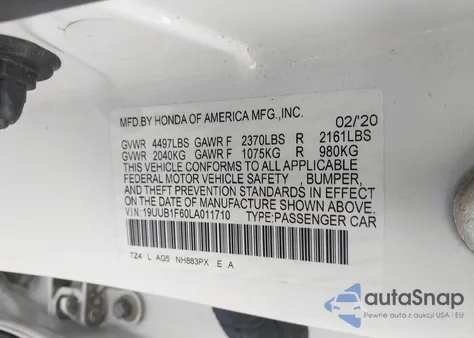 MFD.BY HONDA OF AMERICA MFG.,INC.
02/'20
GVWR 4497LBS GAWR F 2370LBS R 2161LBS
GVWR 2040KG GAWR F 1075KG R 980KG
THIS VEHICLE CONFORMS TO ALL APPLICABLE
FEDERAL MOTOR VEHICLE SAFETY , BUMPER,
AND THEFT PREVENTION STANDARDS IN EFFECT
ON THE DATE OF MANUFACTURE SHOWN ABOVE.
VIN:19UUB1F60LA011710 TYPE:PASSENGER CAR
TZ4 L AG5 NH883PX .E .A
autoSnap
Pewne auta z aukcji USA i EU